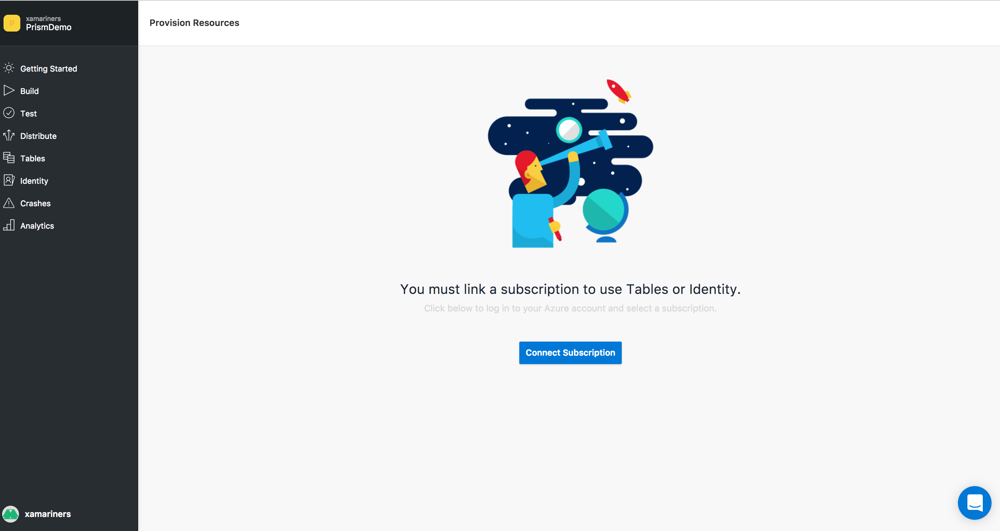 P
xamariners
PrismDemo
Provision Resources
Getting Started
Build
Test
Distribute
Tables
Identity
Crashes
Analytics
You must link a subscription to use Tables or Identity.
Click below to log in to your Azure account and select a subscription.
Connect Subscription
xamariners